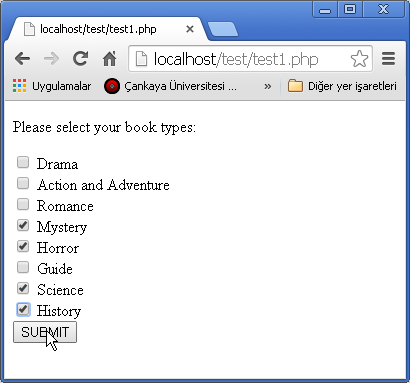 localhost/test/test1.php
localhost/test/test1.php
Uygulamalar Çankaya Üniversitesi ... » Diğer yer işaretleri
Please select your book types:
Drama
Action and Adventure
Romance
Mystery
Horror
Guide
Science
History
SUBMIT